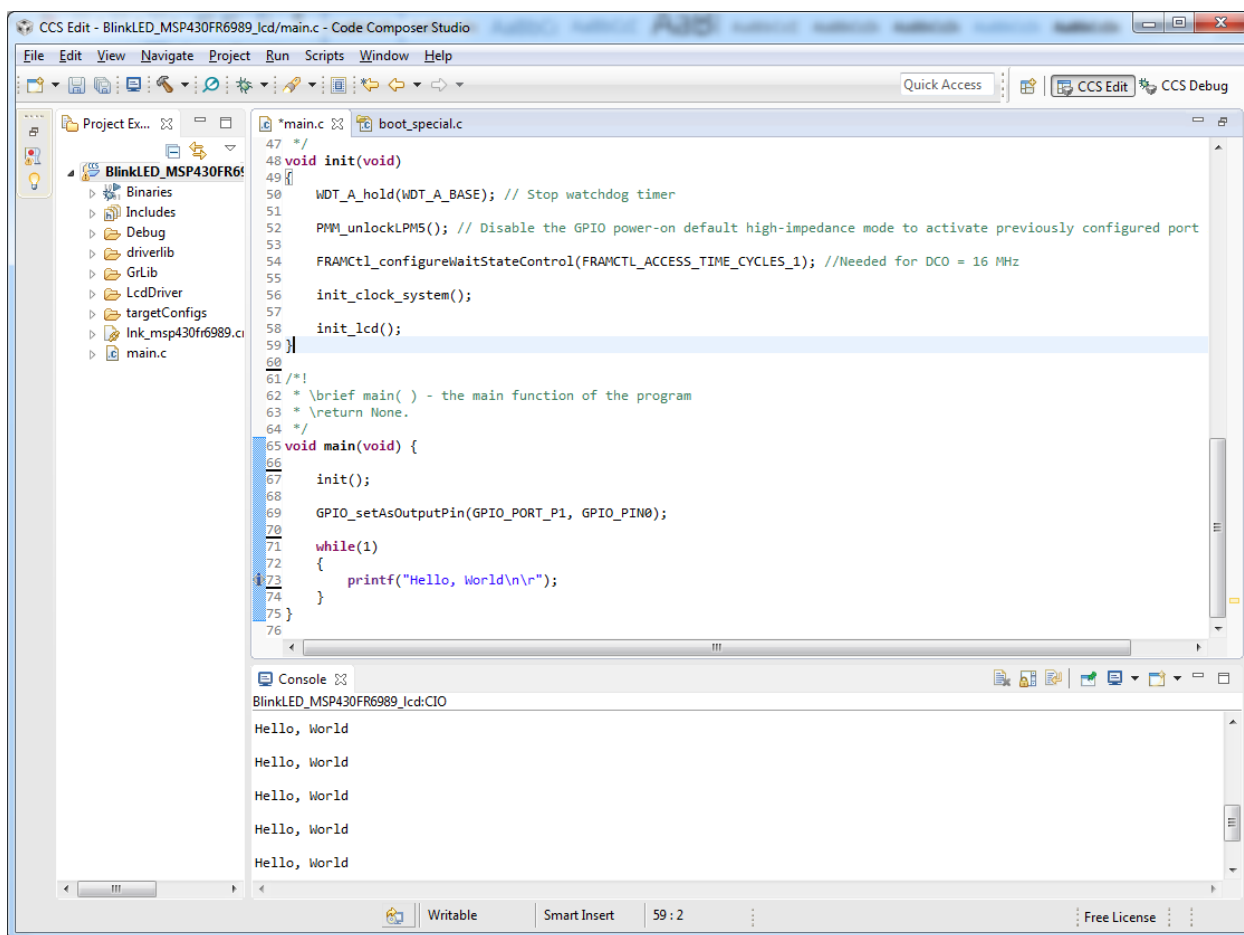 CCS Edit - BlinkLED_MSP430FR6989_lcd/main.c - Code Composer Studio
File Edit View Navigate Project Run Scripts Window Help
Quick Access
CCS Edit
CCS Debug
Project Ex...
BlinkLED_MSP430FR6
Binaries
Includes
Debug
driverlib
GrLib
LcdDriver
targetConfigs
lnk_msp430fr6989.c
main.c
*main.c
boot_special.c
47 */
48 void init(void)
49 {
50 WDT_A_hold(WDT_A_BASE); // Stop watchdog timer
51
52 PMM_unlockLPM5(); // Disable the GPIO power-on default high-impedance mode to activate previously configured port
53
54 FRAMCtl_configureWaitStateControl(FRAMCTL_ACCESS_TIME_CYCLES_1); //Needed for DCO = 16 MHz
55
56 init_clock_system();
57
58 init_lcd();
59 }
60
61 /*!
62 * \brief main( ) - the main function of the program
63 * \return None.
64 */
65 void main(void) {
66
67 init();
68
69 GPIO_setAsOutputPin(GPIO_PORT_P1, GPIO_PIN0);
70
71 while(1)
72 {
73 printf("Hello, World\n\r");
74 }
75 }
76
Console
BlinkLED_MSP430FR6989_lcd:CIO
Hello, World
Hello, World
Hello, World
Hello, World
Hello, World
Writable
Smart Insert
59 : 2
Free License